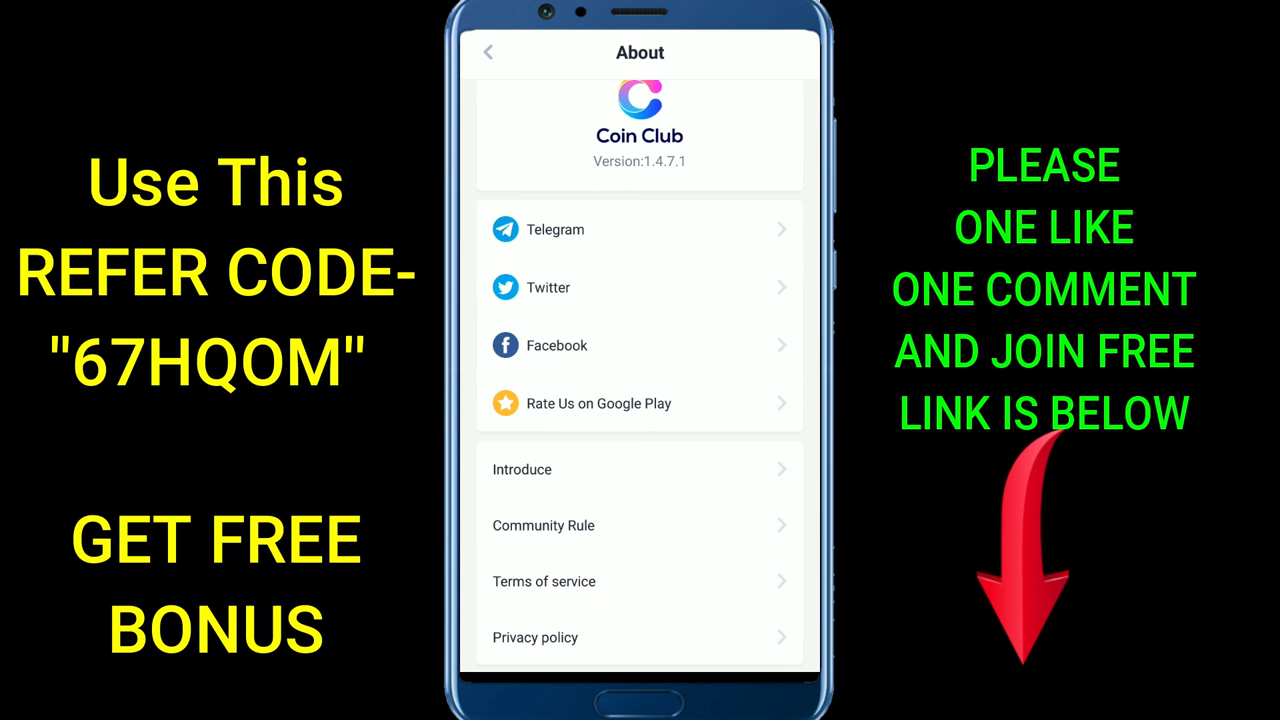 Use This
REFER CODE-
"67HQOM"
GET FREE
BONUS
About
Coin Club
Version:1.4.7.1
Telegram
Twitter
Facebook
Rate Us on Google Play
Introduce
Community Rule
Terms of service
Privacy policy
PLEASE
ONE LIKE
ONE COMMENT
AND JOIN FREE
LINK IS BELOW